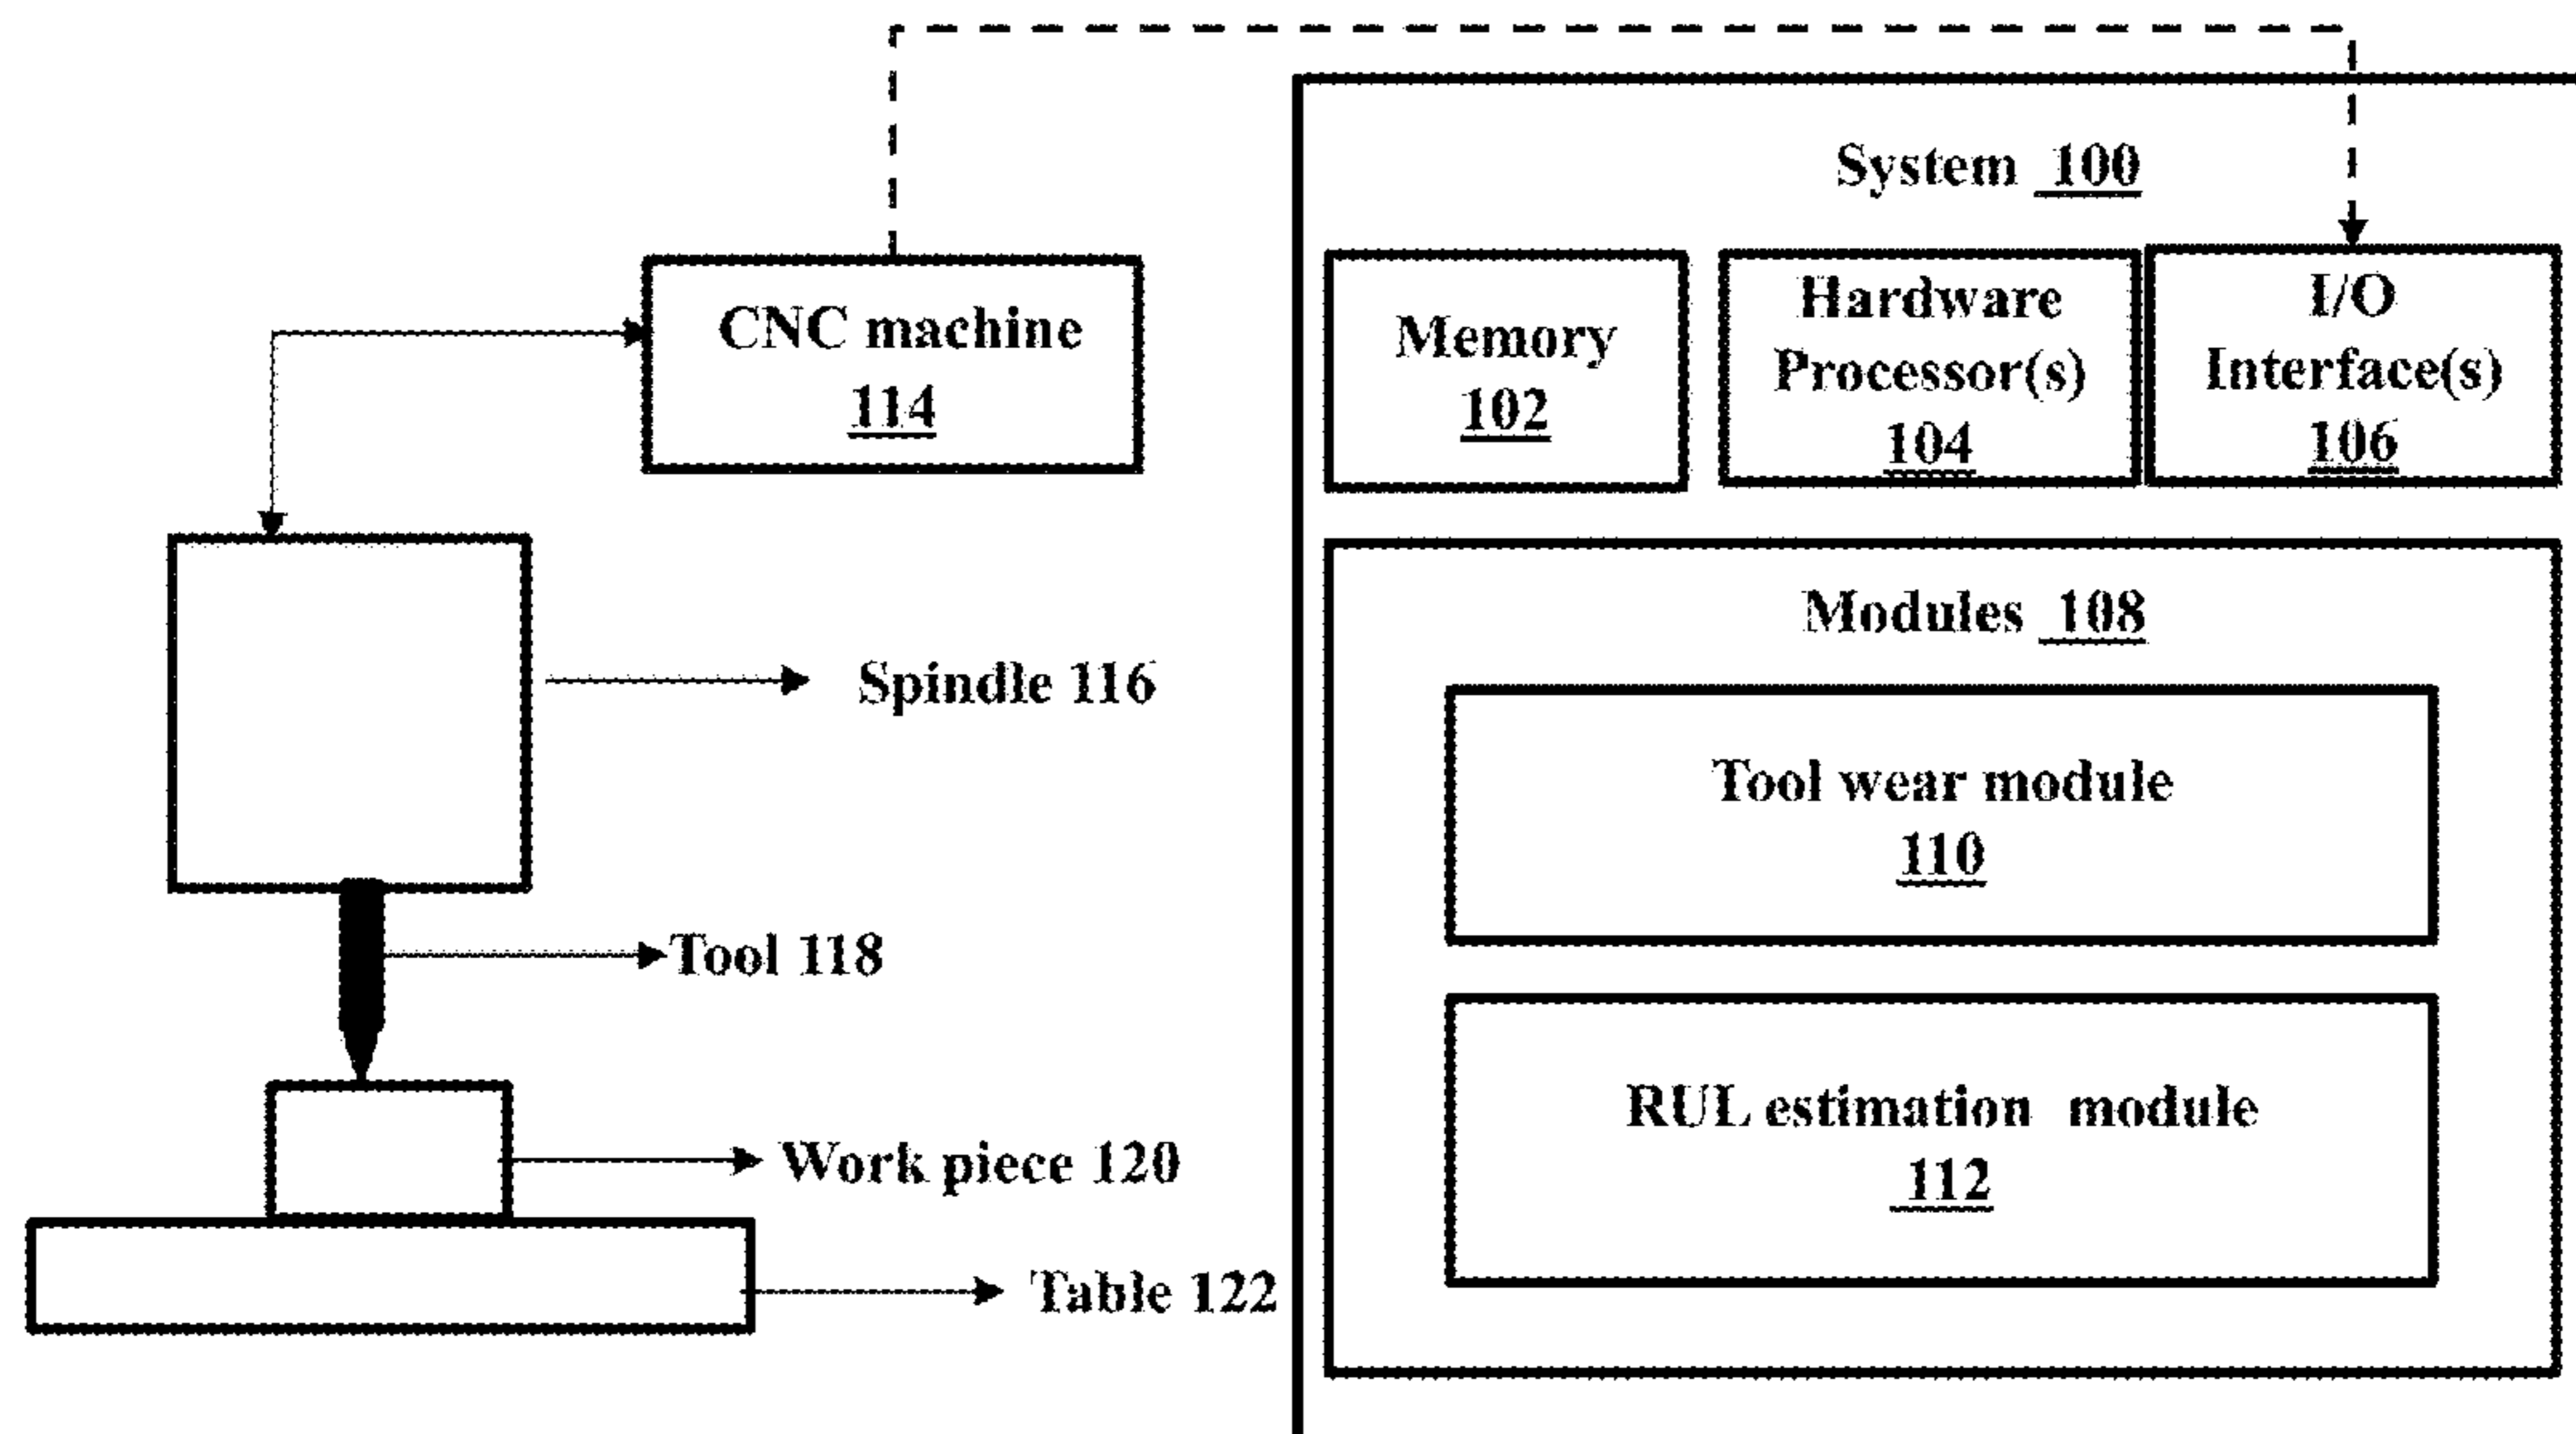 System 100
CNC machine
114
Memory
102
Hardware
Processor(s)
104
I/O
Interface(s)
106
Spindle 116
Tool 118
Work piece 120
Table 122
Modules 108
Tool wear module
110
RUL estimation module
112